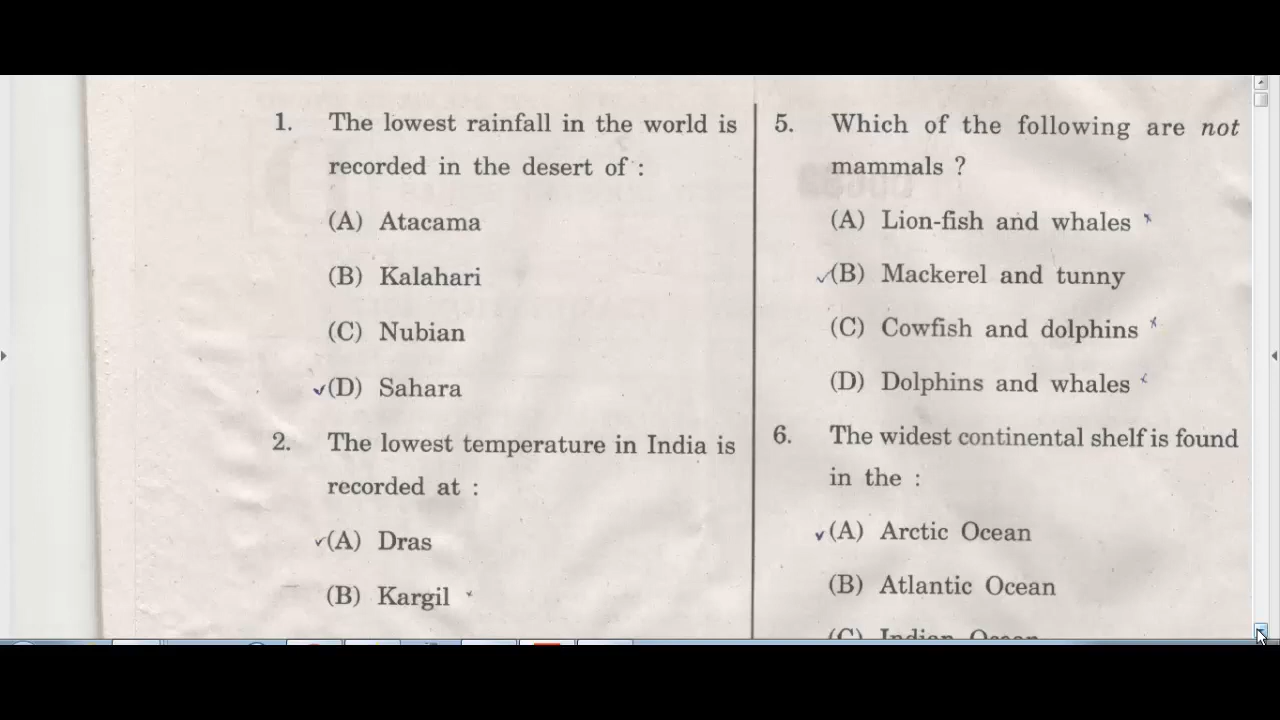 1. The lowest rainfall in the world is
recorded in the desert of :
(A) Atacama
(B) Kalahari
(C) Nubian
(D) Sahara
2. The lowest temperature in India is
recorded at :
(A) Dras
(B) Kargil
5. Which of the following are not
mammals ?
(A) Lion-fish and whales
(B) Mackerel and tunny
(C) Cowfish and dolphins
(D) Dolphins and whales
6. The widest continental shelf is found
in the :
(A) Arctic Ocean
(B) Atlantic Ocean
(C) Indian Ocean